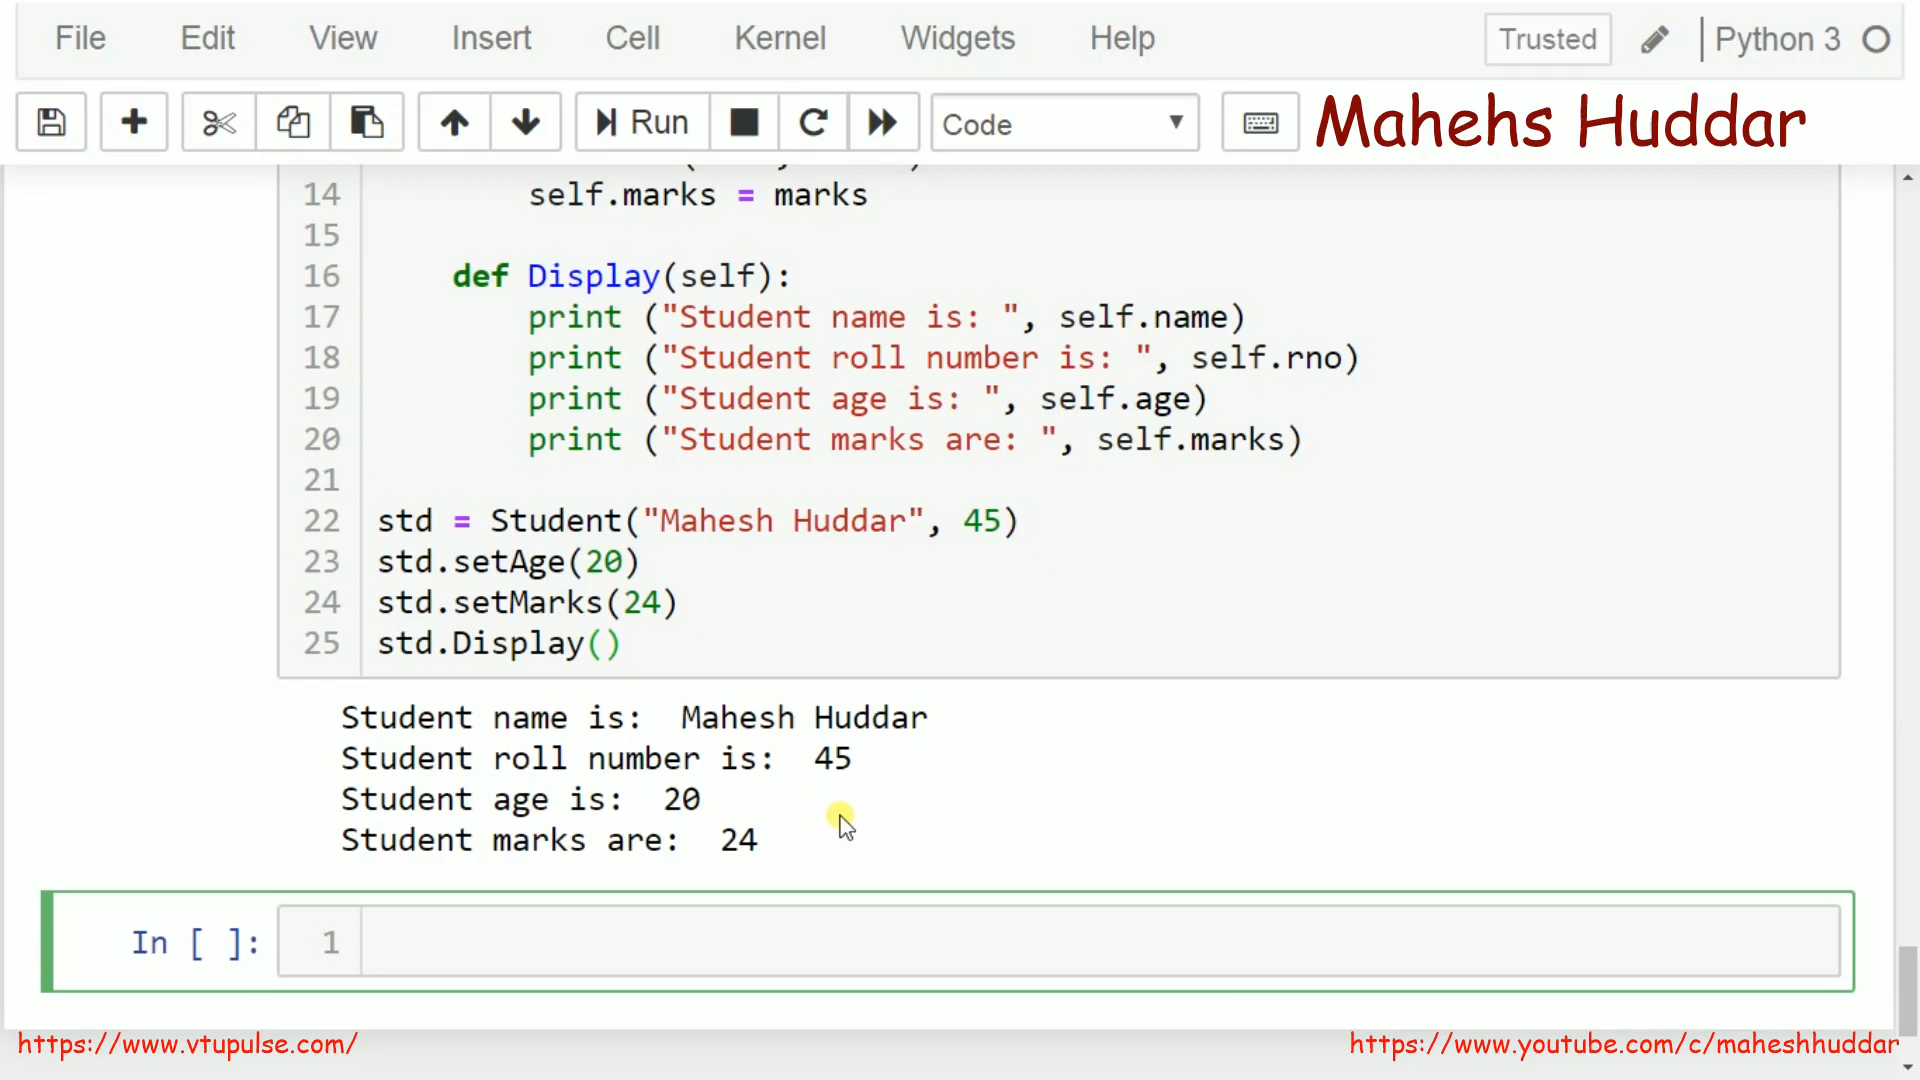 File Edit View Insert Cell Kernel Widgets Help Trusted Python 3
Run Code Mahehs Huddar
14 self.marks = marks
15
16 def Display(self):
17 print ("Student name is: ", self.name)
18 print ("Student roll number is: ", self.rno)
19 print ("Student age is: ", self.age)
20 print ("Student marks are: ", self.marks)
21
22 std = Student("Mahesh Huddar", 45)
23 std.setAge(20)
24 std.setMarks(24)
25 std.Display()
Student name is:  Mahesh Huddar
Student roll number is:  45
Student age is:  20
Student marks are:  24
In [ ]: 1
https://www.vtupulse.com/ https://www.youtube.com/c/maheshhuddar